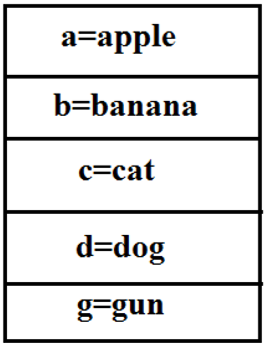 a=apple
b=banana
c=cat
d=dog
g=gun